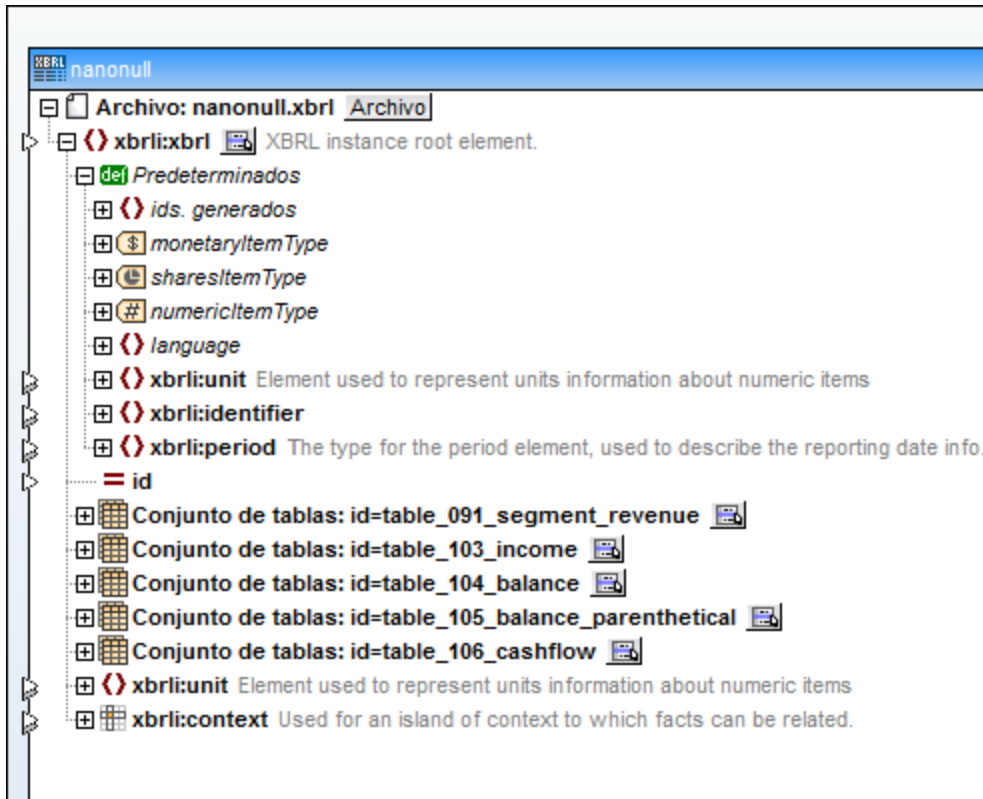 XBRL nanonull
Archivo: nanonull.xbrl Archivo
xbrli:xbrl XBRL instance root element.
def Predeterminados
ids. generados
$ monetaryItemType
sharesItemType
# numericItemType
language
xbrli:unit Element used to represent units information about numeric items
xbrli:identifier
xbrli:period The type for the period element, used to describe the reporting date info.
id
Conjunto de tablas: id=table_091_segment_revenue
Conjunto de tablas: id=table_103_income
Conjunto de tablas: id=table_104_balance
Conjunto de tablas: id=table_105_balance_parenthetical
Conjunto de tablas: id=table_106_cashflow
xbrli:unit Element used to represent units information about numeric items
xbrli:context Used for an island of context to which facts can be related.